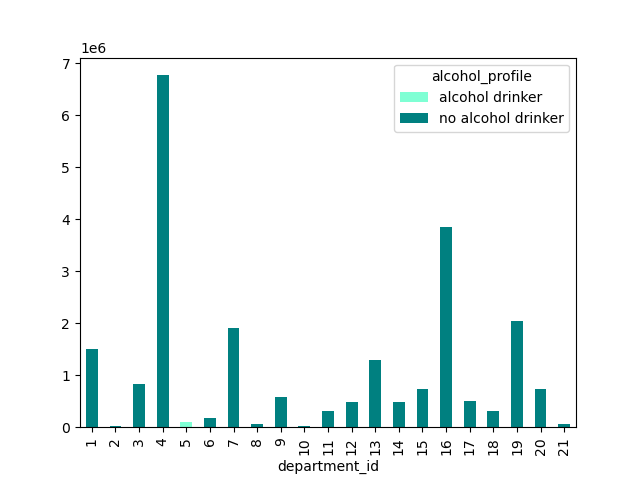 1e6
7
6
5
4
3
2
1
0
alcohol_profile
alcohol drinker
no alcohol drinker
1 2 3 4 5 6 7 8 9 10 11 12 13 14 15 16 17 18 19 20 21
department_id